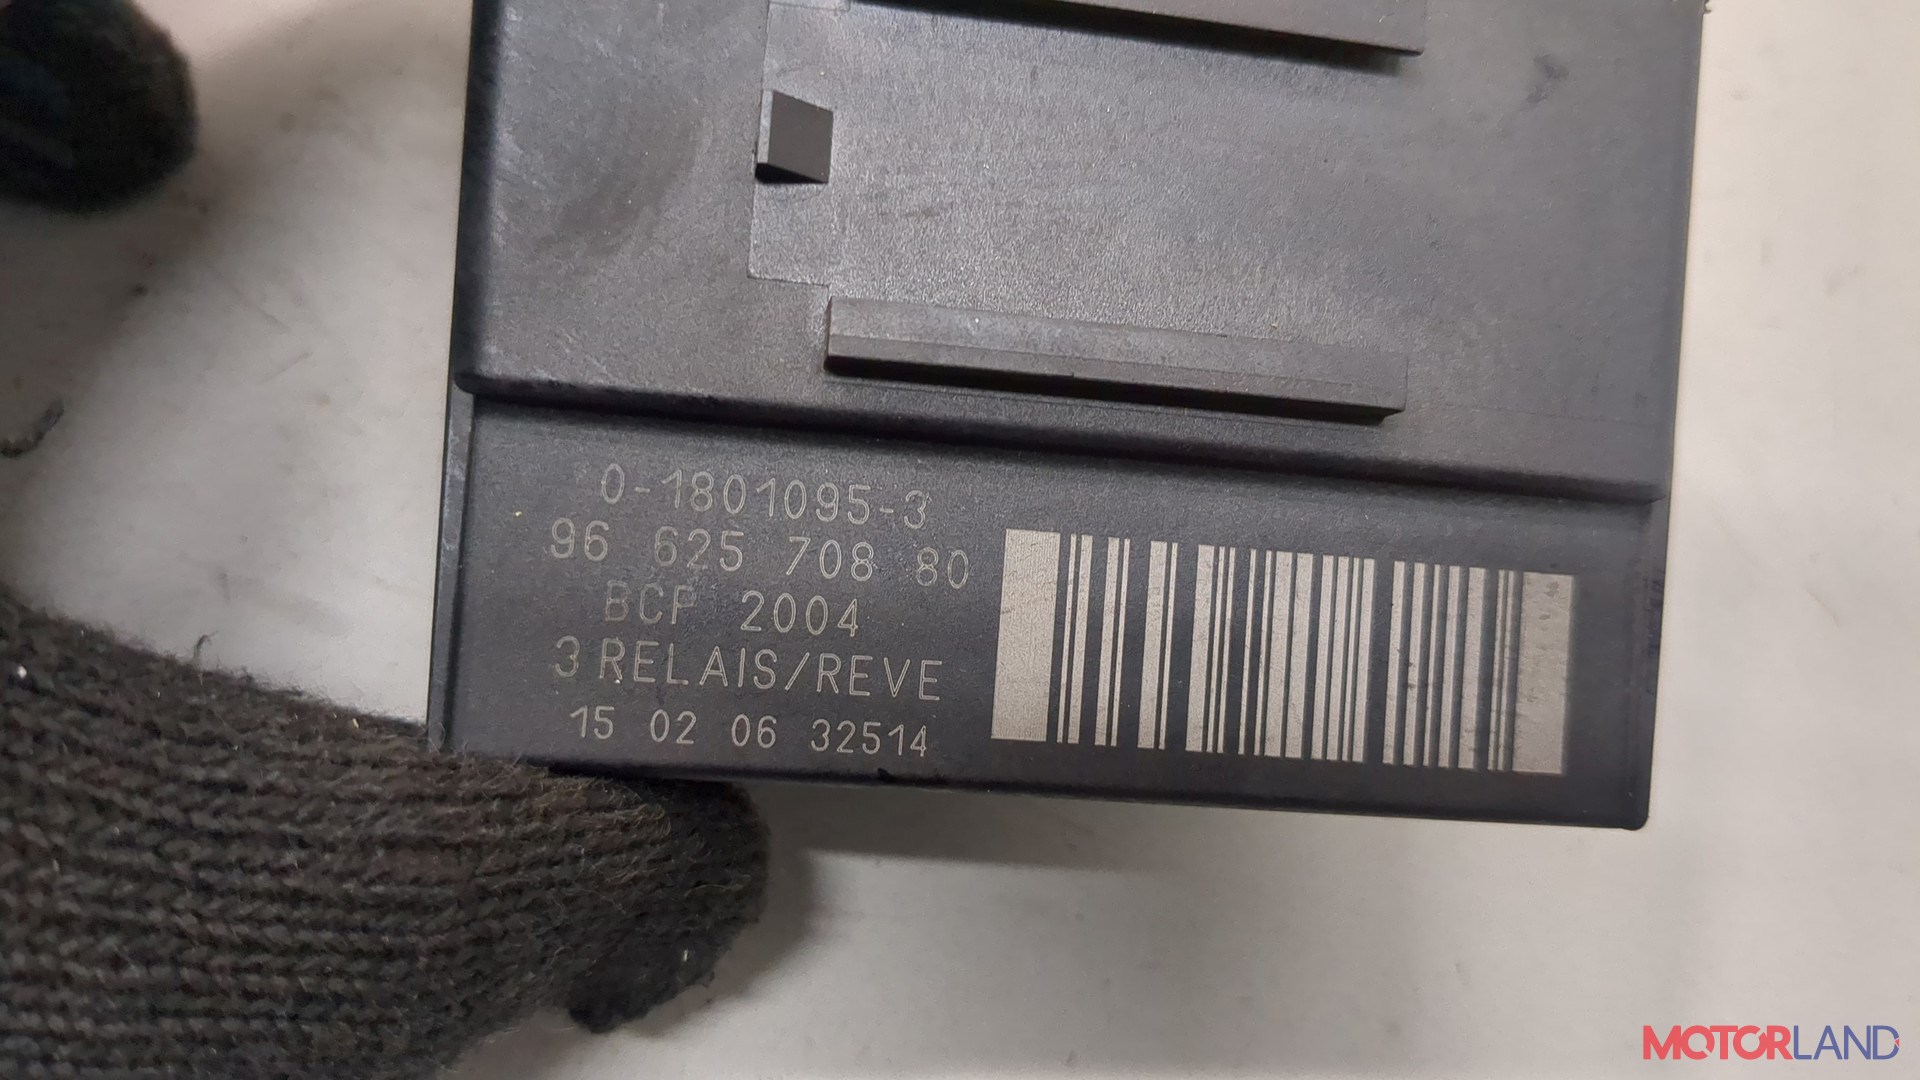 0-1801095-3
96 625 708 80
BCP 2004
3 RELAIS/REVE
15 02 06 32514
MOTORLAND